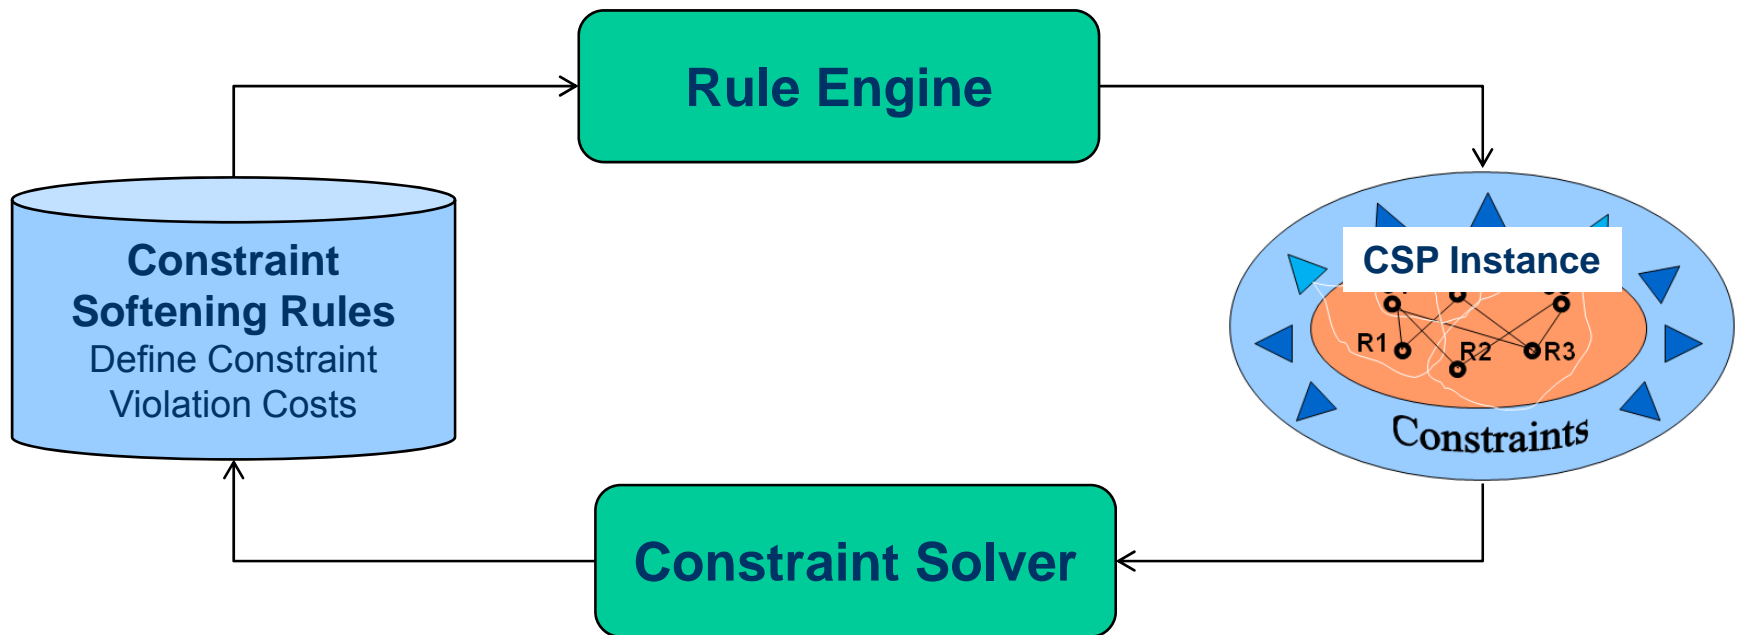 Rule Engine
Constraint
Softening Rules
Define Constraint
Violation Costs
CSP Instance
R1
R2
R3
Constraints
Constraint Solver